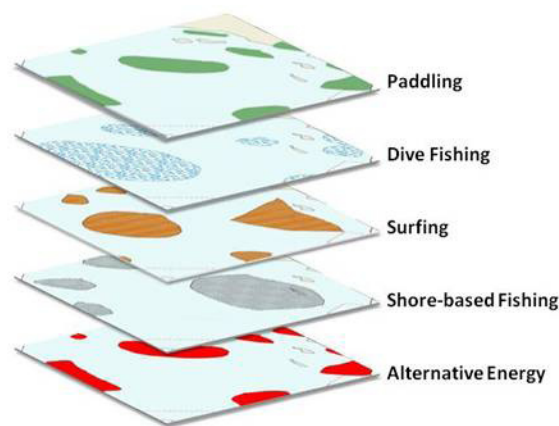 Paddling
Dive Fishing
Surfing
Shore-based Fishing
Alternative Energy